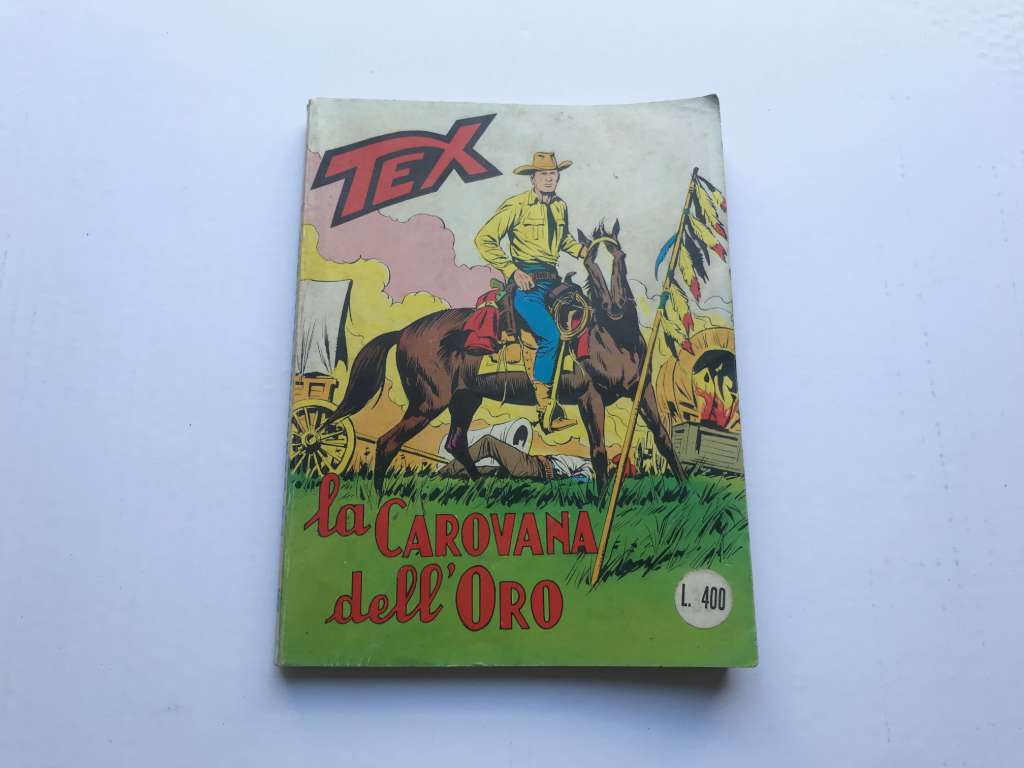 TEX
la CAROVANA
dell'ORO
L. 400